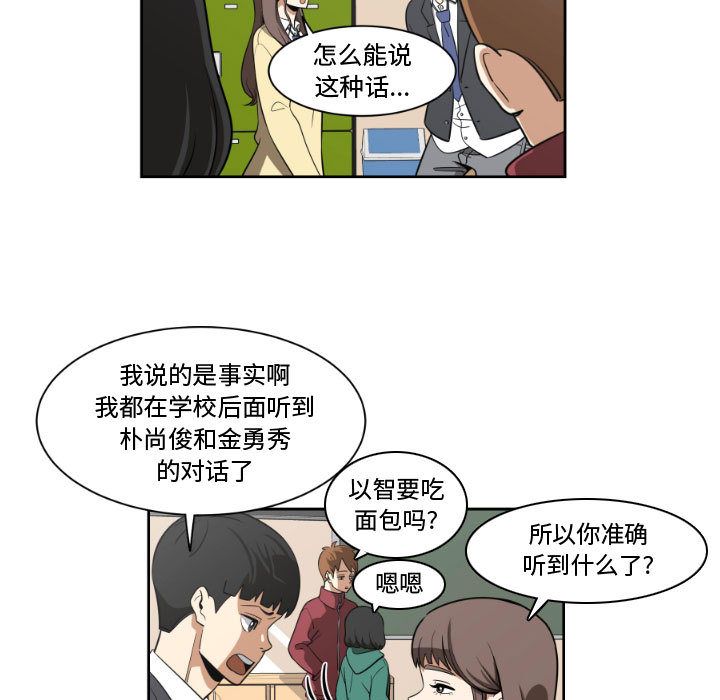 怎么能说
这种话...
我说的是事实啊
我都在学校后面听到
朴尚俊和金勇秀
的对话了
以智要吃
面包吗?
嗯嗯
所以你准确
听到什么了?